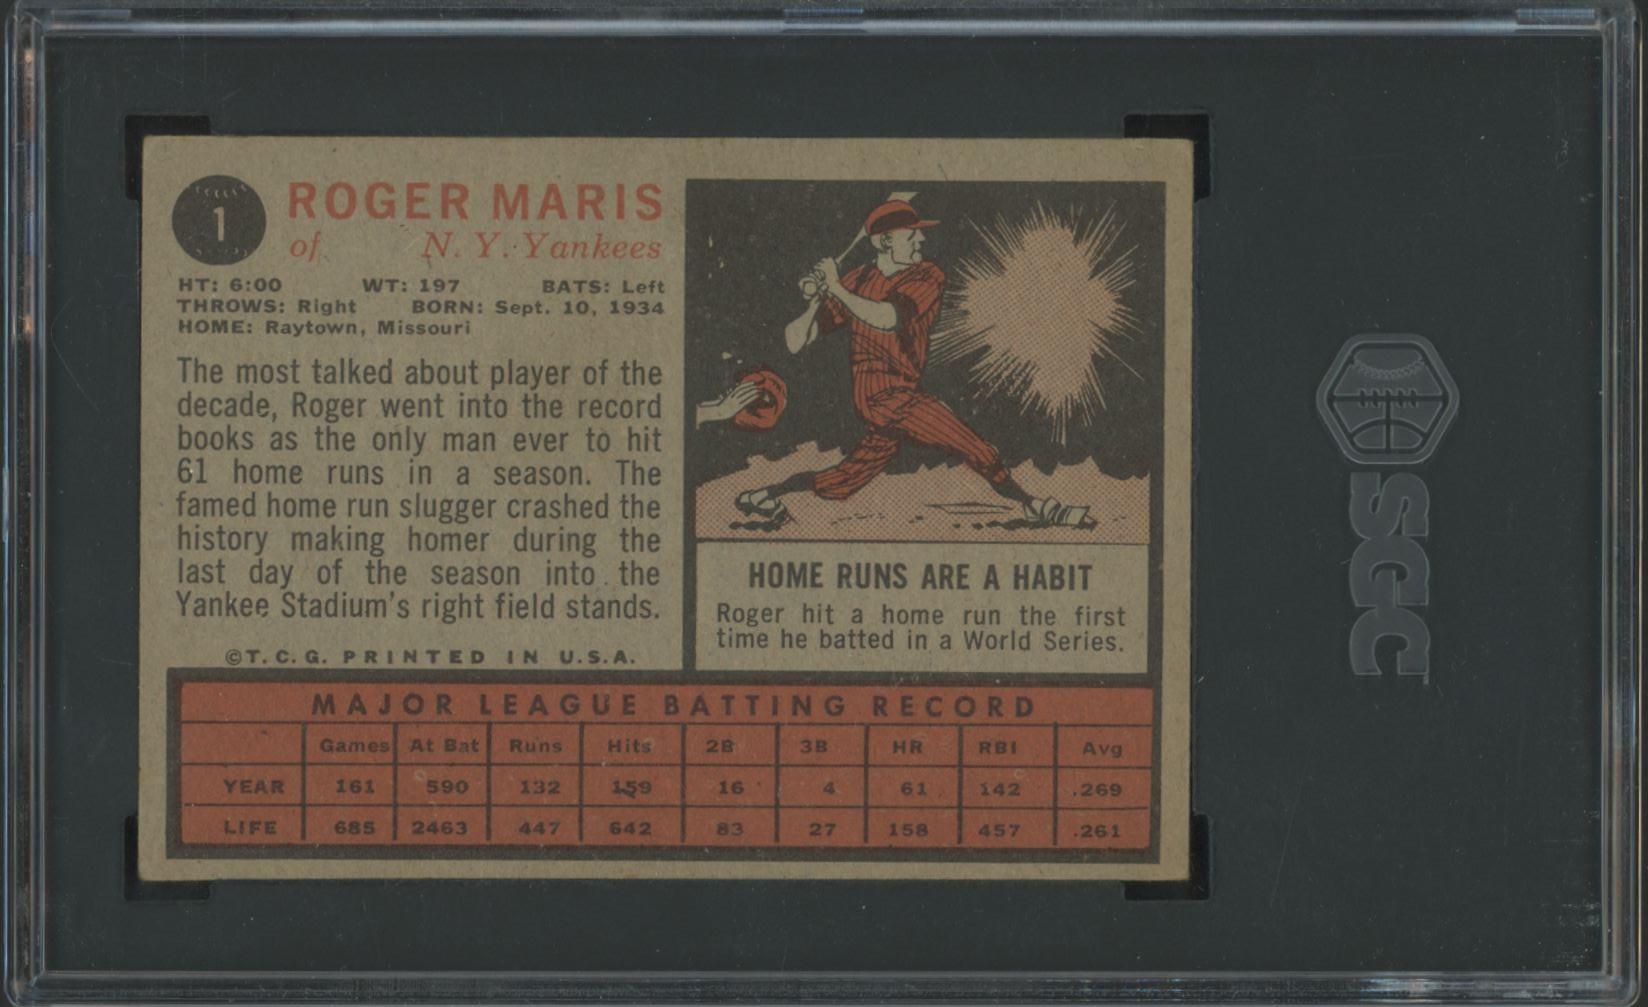 1
ROGER MARIS
of N. Y. Yankees
HT: 6:00 WT: 197 BATS: Left
THROWS: Right BORN: Sept. 10, 1934
HOME: Raytown, Missouri
The most talked about player of the
decade, Roger went into the record
books as the only man ever to hit
61 home runs in a season. The
famed home run slugger crashed the
history making homer during the
last day of the season into the
Yankee Stadium's right field stands.
©T.C.G. PRINTED IN U.S.A.
HOME RUNS ARE A HABIT
Roger hit a home run the first
time he batted in a World Series.
MAJOR LEAGUE BATTING RECORD
Games At Bat Runs Hits 2B 3B HR RBI Avg
YEAR 161 590 132 159 16 4 61 142 .269
LIFE 685 2463 447 642 83 27 158 457 .261
SGC